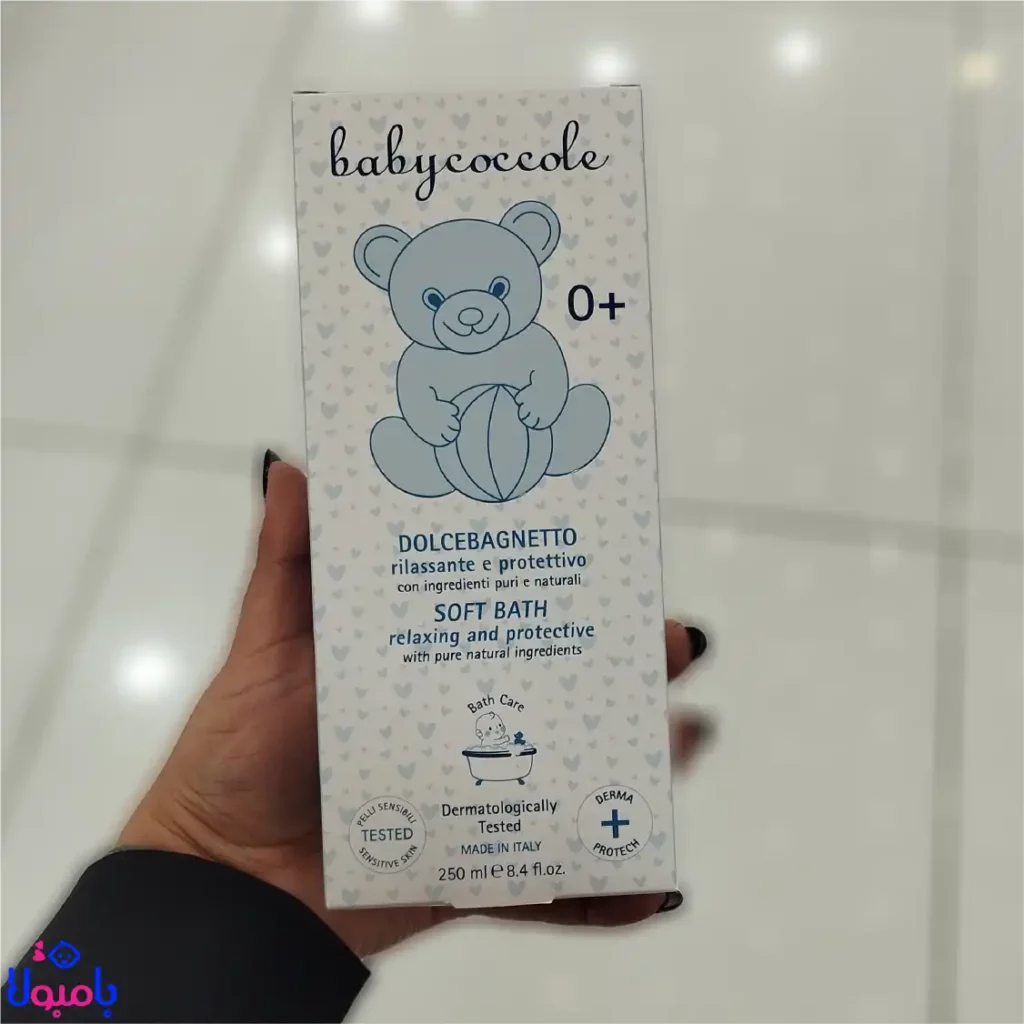 babycoccole
0+
DOLCEBAGNETTO
rilassante e protettivo
con ingredienti puri e naturali
SOFT BATH
relaxing and protective
with pure natural ingredients
Bath Care
PELLI SENSIBILI
TESTED
SENSITIVE SKIN
Dermatologically
Tested
MADE IN ITALY
250 ml e 8.4 fl.oz.
DERMA
PROTECH
بامبولا